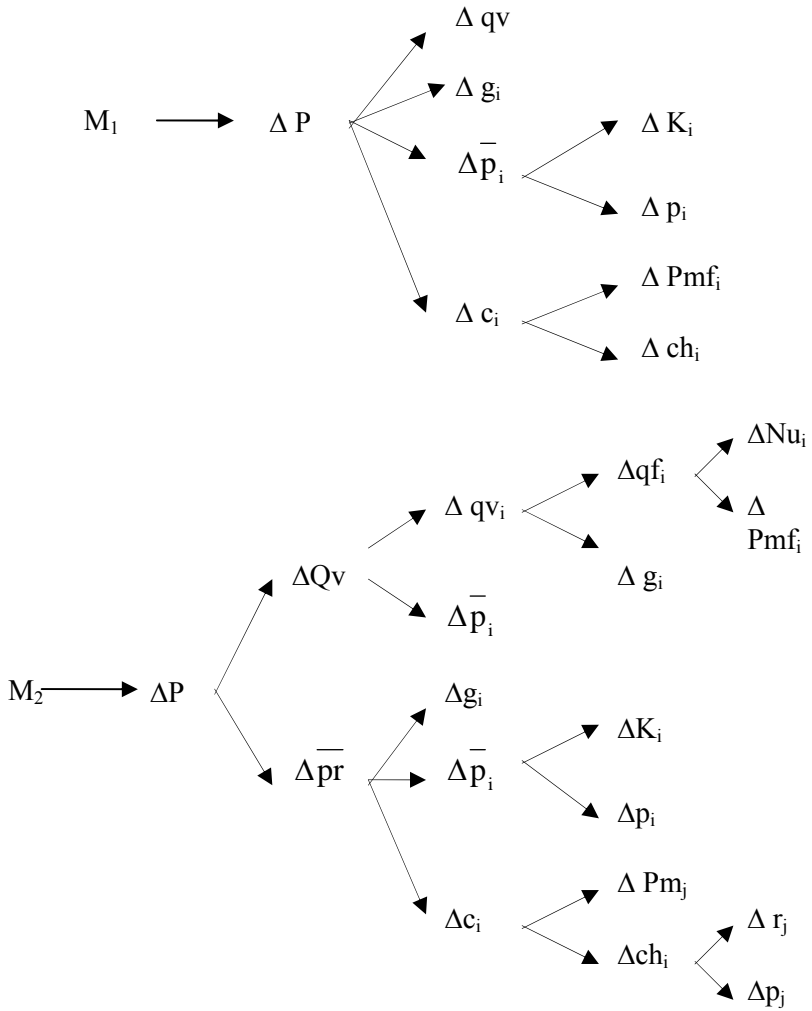 Δ qv
Δ gᵢ
M₁ Δ P Δ p̅ᵢ Δ Kᵢ
Δ pᵢ
Δ cᵢ Δ Pmfᵢ
Δ chᵢ
ΔNuᵢ
Δ qvᵢ Δqfᵢ Δ
Pmfᵢ
ΔQv Δ gᵢ
Δ p̅ᵢ
M₂ ΔP Δgᵢ
ΔKᵢ
Δ p̅r̅ Δ p̅ᵢ
Δpᵢ
Δ Pmⱼ
Δcᵢ Δ rⱼ
Δchᵢ
Δpⱼ